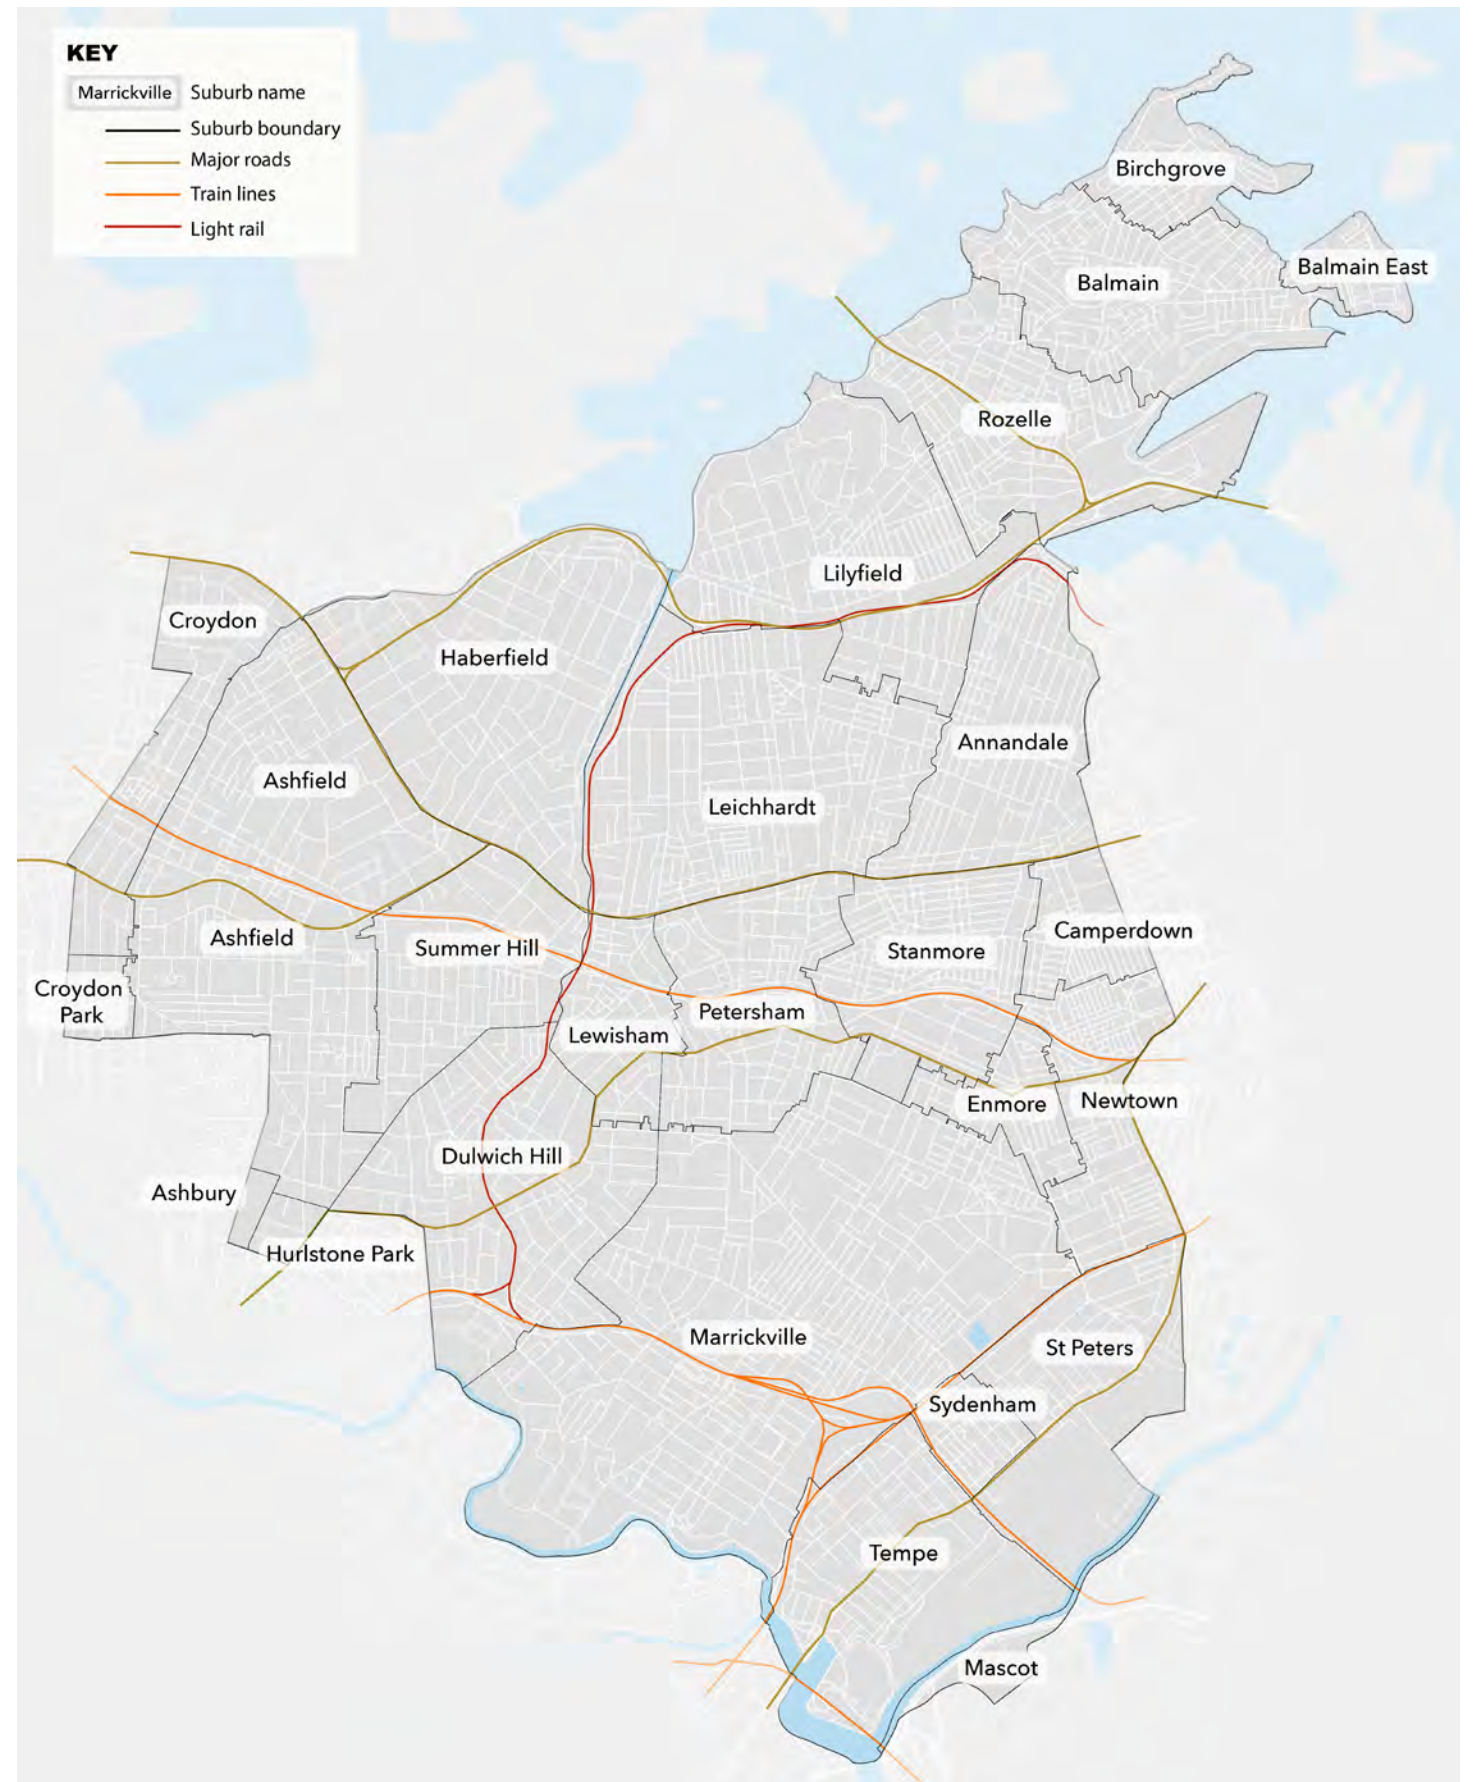 KEY
Marrickville Suburb name
Suburb boundary
Major roads
Train lines
Light rail
Birchgrove
Balmain East
Balmain
Rozelle
Lilyfield
Croydon
Haberfield
Annandale
Ashfield
Leichhardt
Camperdown
Ashfield
Summer Hill
Stanmore
Croydon
Park
Petersham
Lewisham
Enmore
Newtown
Dulwich Hill
Ashbury
Hurlstone Park
Marrickville
St Peters
Sydenham
Tempe
Mascot